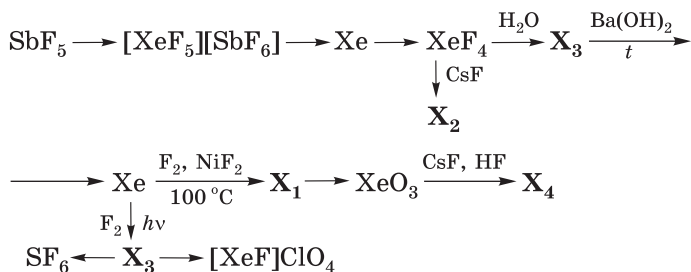 SbF₅ ⟶ [XeF₅][SbF₆] ⟶ Xe ⟶ XeF₄ ⟶ X₃ ⟶
H₂O Ba(OH)₂
t
CsF
X₂
⟶ Xe ⟶ X₁ ⟶ XeO₃ ⟶ X₄
F₂, NiF₂ CsF, HF
100 °C
F₂ hν
SF₆ ⟵ X₃ ⟶ [XeF]ClO₄